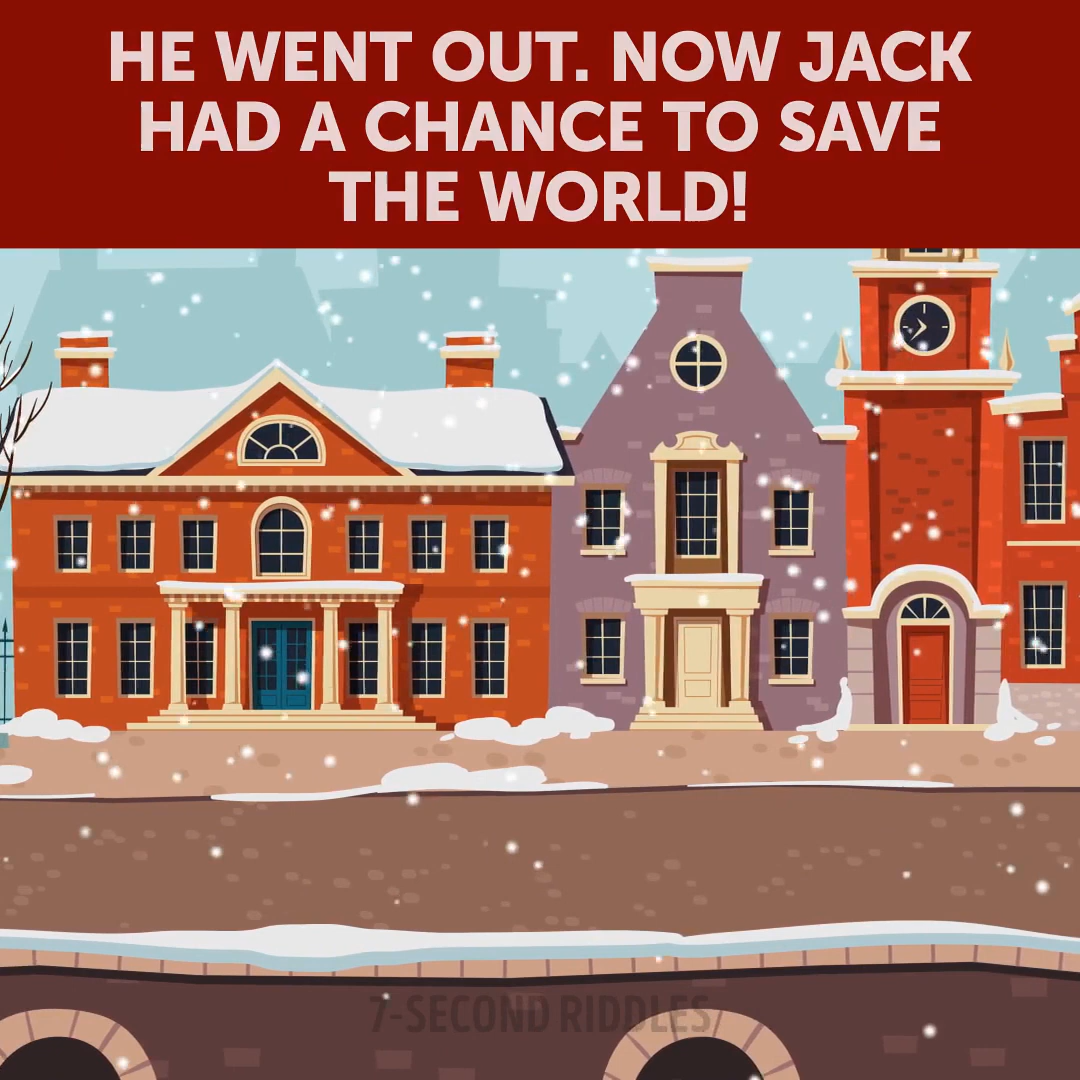 HE WENT OUT. NOW JACK
HAD A CHANCE TO SAVE
THE WORLD!
7-SECOND RIDDLES